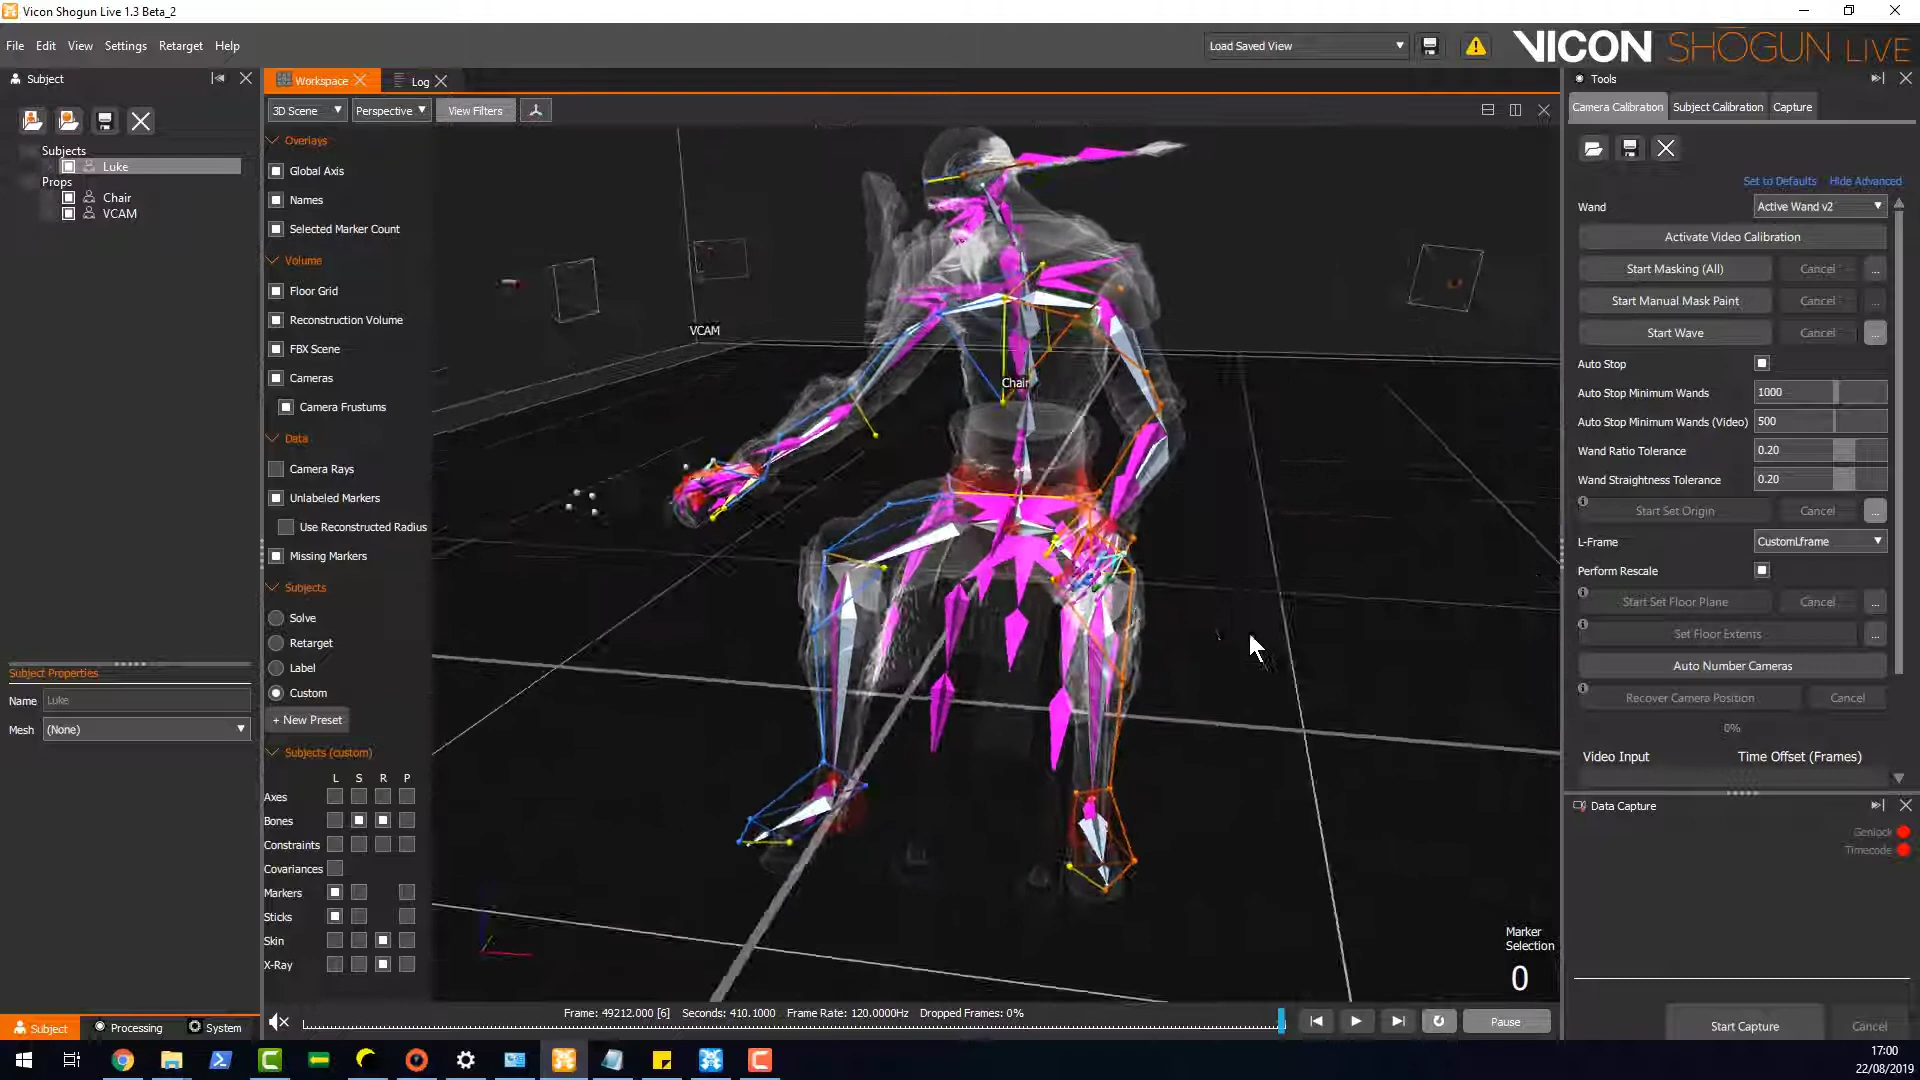 Vicon Shogun Live 1.3 Beta_2
File Edit View Settings Retarget Help
Load Saved View
VICON SHOGUN LIVE
Subject
Subjects
Luke
Props
Chair
VCAM
Subject Properties
Name Luke
Mesh (None)
Subject Processing System
Workspace Log
3D Scene Perspective View Filters
Overlays
Global Axis
Names
Selected Marker Count
Volume
Floor Grid
Reconstruction Volume
FBX Scene
Cameras
Camera Frustums
Data
Camera Rays
Unlabeled Markers
Use Reconstructed Radius
Missing Markers
Subjects
Solve
Retarget
Label
Custom
+ New Preset
Subjects (custom)
L S R P
Axes
Bones
Constraints
Covariances
Markers
Sticks
Skin
X-Ray
VCAM
Chair
Marker
Selection
0
Frame: 49212.000 [6] Seconds: 410.1000 Frame Rate: 120.0000Hz Dropped Frames: 0%
Pause
Tools
Camera Calibration Subject Calibration Capture
Set to Defaults Hide Advanced
Wand Active Wand v2
Activate Video Calibration
Start Masking (All) Cancel ...
Start Manual Mask Paint Cancel ...
Start Wave Cancel ...
Auto Stop
Auto Stop Minimum Wands 1000
Auto Stop Minimum Wands (Video) 500
Wand Ratio Tolerance 0.20
Wand Straightness Tolerance 0.20
Start Set Origin Cancel ...
L-Frame CustomLframe
Perform Rescale
Start Set Floor Plane Cancel ...
Set Floor Extents ...
Auto Number Cameras
Recover Camera Position Cancel
0%
Video Input Time Offset (Frames)
Data Capture
Genlock
Timecode
Start Capture Cancel
17:00
22/08/2019